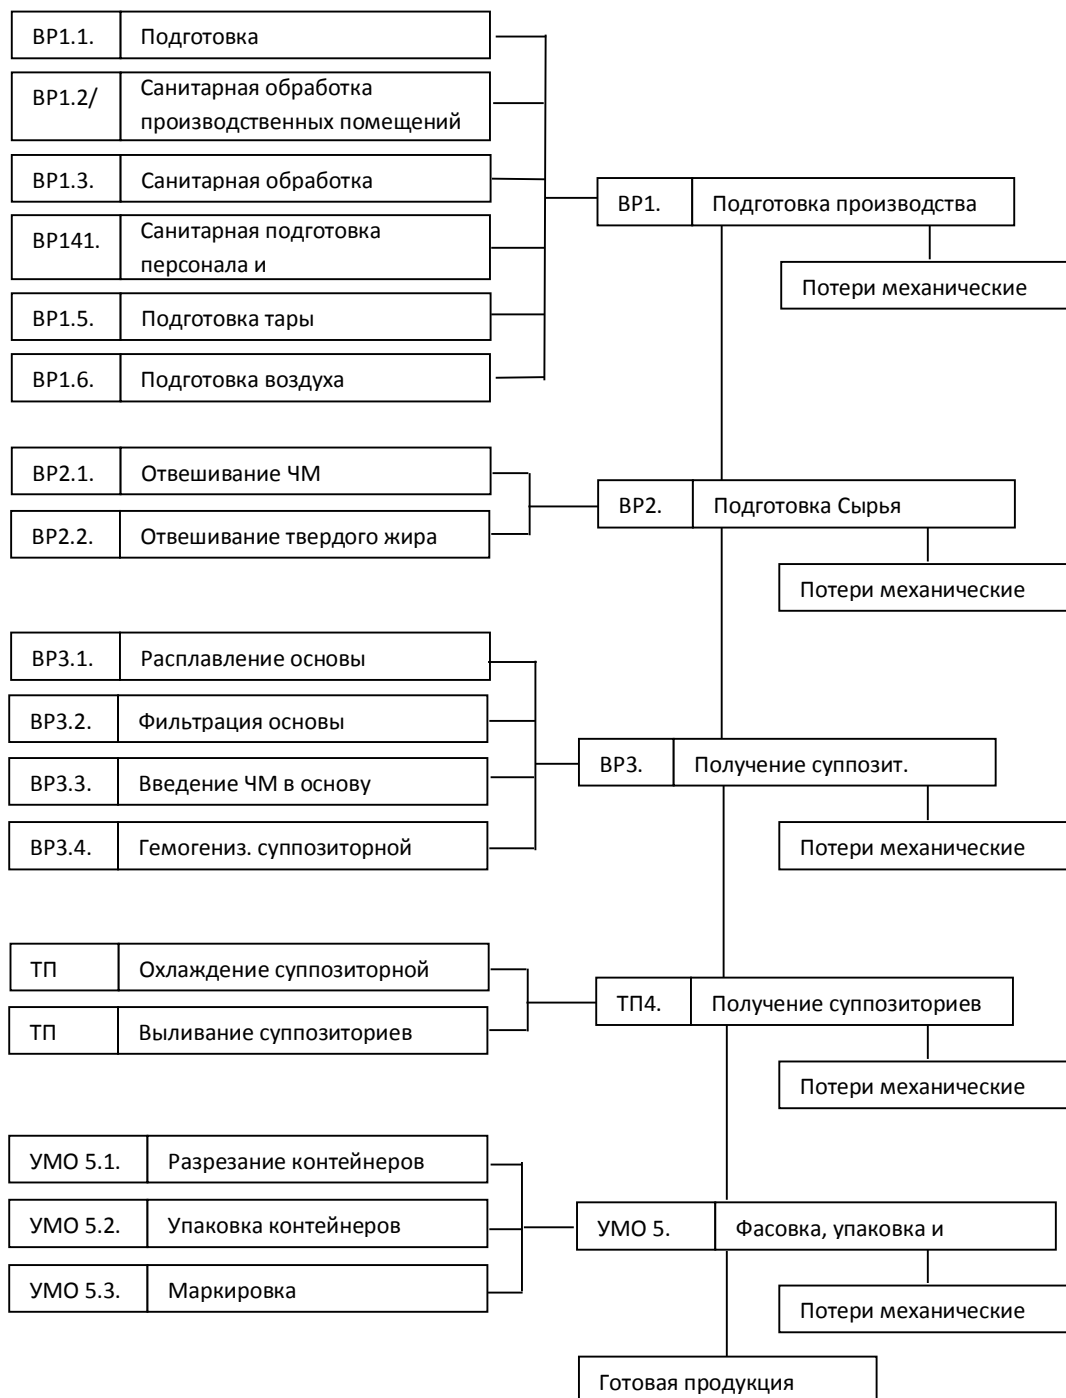 ВР1.1. Подготовка
ВР1.2/ Санитарная обработка
производственных помещений
ВР1.3. Санитарная обработка
ВР1. Подготовка производства
ВР141. Санитарная подготовка
персонала и
Потери механические
ВР1.5. Подготовка тары
ВР1.6. Подготовка воздуха
ВР2.1. Отвешивание ЧМ
ВР2. Подготовка Сырья
ВР2.2. Отвешивание твердого жира
Потери механические
ВР3.1. Расплавление основы
ВР3.2. Фильтрация основы
ВР3. Получение суппозит.
ВР3.3. Введение ЧМ в основу
ВР3.4. Гемогениз. суппозиторной
Потери механические
ТП Охлаждение суппозиторной
ТП4. Получение суппозиториев
ТП Выливание суппозиториев
Потери механические
УМО 5.1. Разрезание контейнеров
УМО 5.2. Упаковка контейнеров
УМО 5. Фасовка, упаковка и
УМО 5.3. Маркировка
Потери механические
Готовая продукция